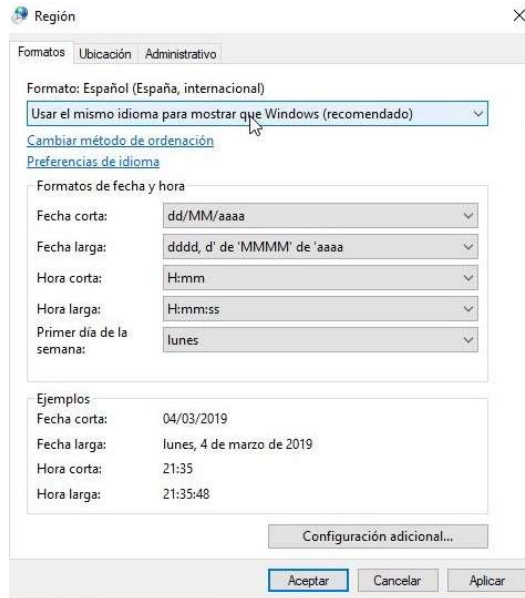 Región
Formatos Ubicación Administrativo
Formato: Español (España, internacional)
Usar el mismo idioma para mostrar que Windows (recomendado)
Cambiar método de ordenación
Preferencias de idioma
Formatos de fecha y hora
Fecha corta: dd/MM/aaaa
Fecha larga: dddd, d' de 'MMMM' de 'aaaa
Hora corta: H:mm
Hora larga: H:mm:ss
Primer día de la
semana: lunes
Ejemplos
Fecha corta: 04/03/2019
Fecha larga: lunes, 4 de marzo de 2019
Hora corta: 21:35
Hora larga: 21:35:48
Configuración adicional...
Aceptar Cancelar Aplicar